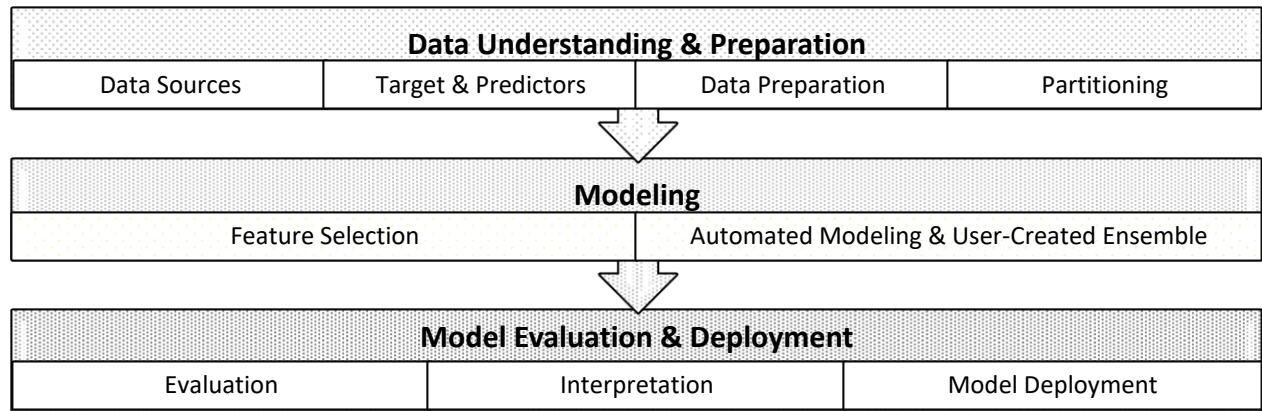 Data Understanding & Preparation
Data Sources
Target & Predictors
Data Preparation
Partitioning
Modeling
Feature Selection
Automated Modeling & User-Created Ensemble
Model Evaluation & Deployment
Evaluation
Interpretation
Model Deployment